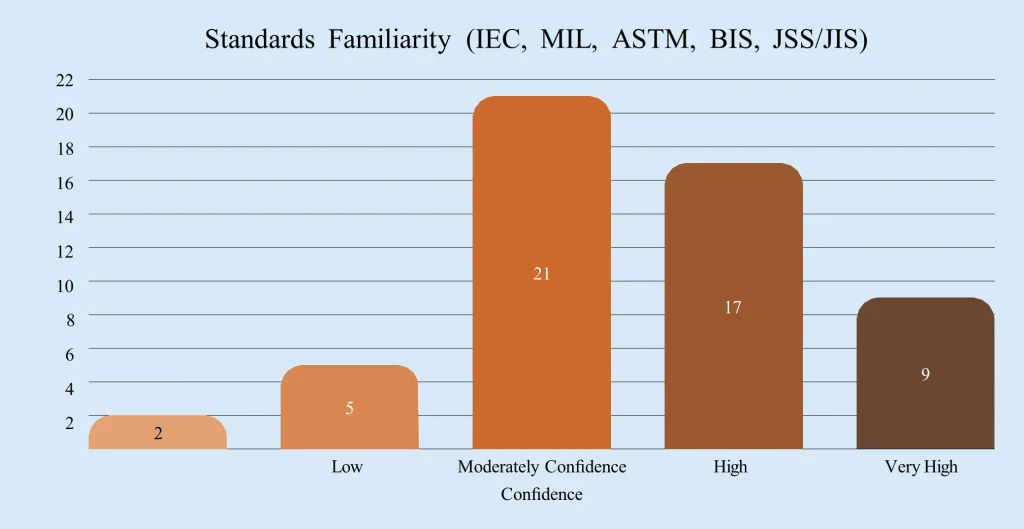 Standards Familiarity (IEC, MIL, ASTM, BIS, JSS/JIS)
22
20
18
16
14
12
10
8
6
4
2
2
5
21
17
9
Low
Moderately Confidence
High
Very High
Confidence